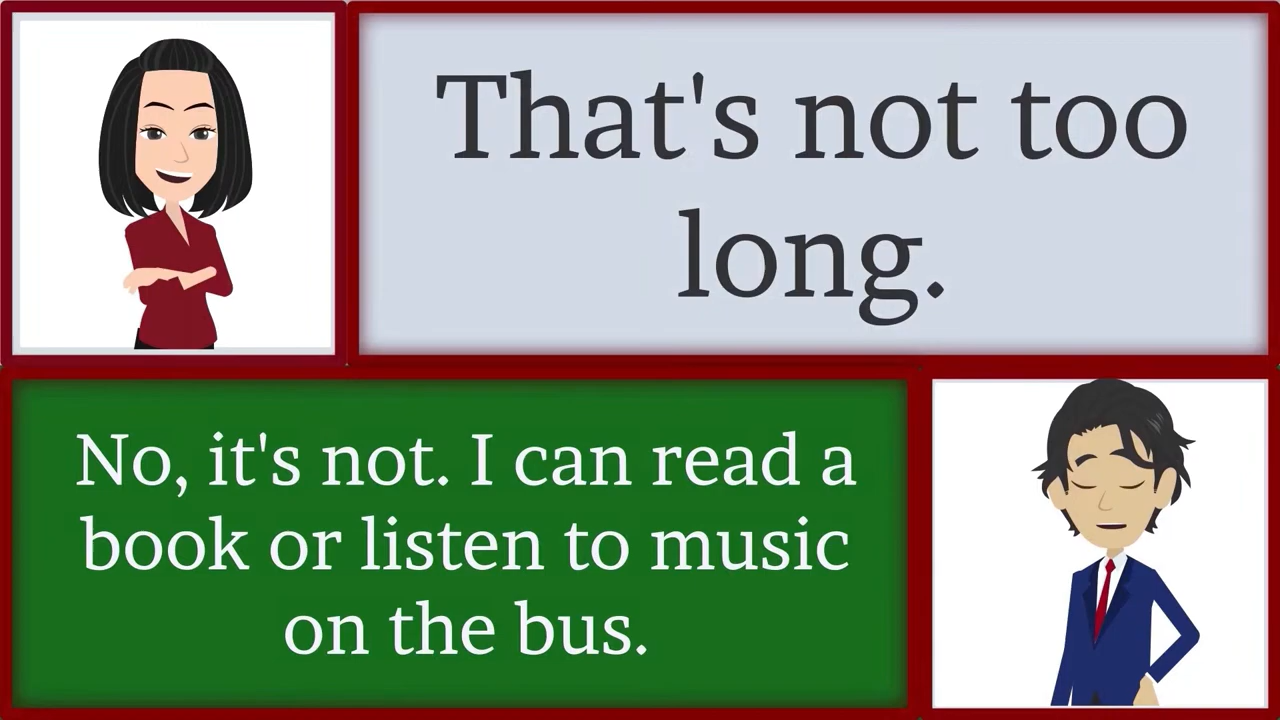 That's not too
long.
No, it's not. I can read a
book or listen to music
on the bus.